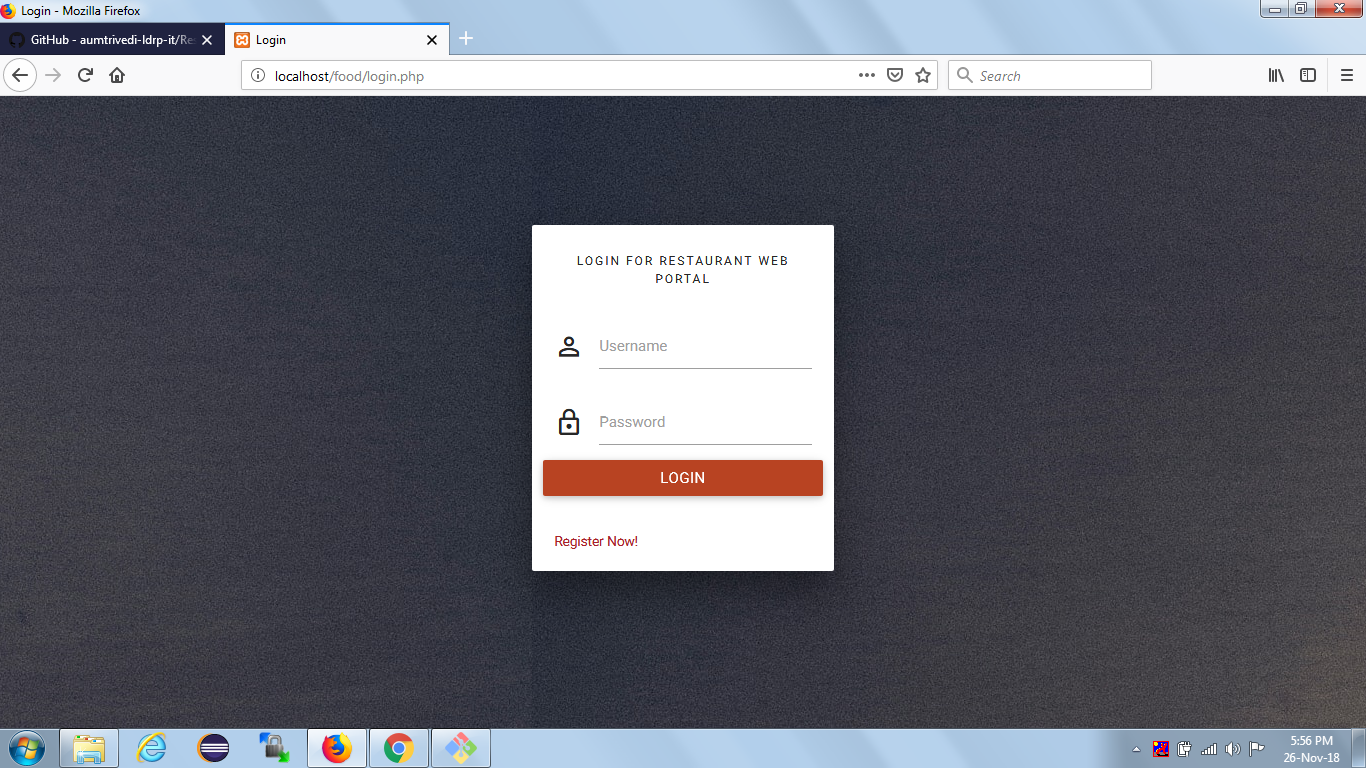 Login - Mozilla Firefox
GitHub - aumtrivedi-ldrp-it/Re
Login
localhost/food/login.php
Search
LOGIN FOR RESTAURANT WEB
PORTAL
Username
Password
LOGIN
Register Now!
5:56 PM
26-Nov-18